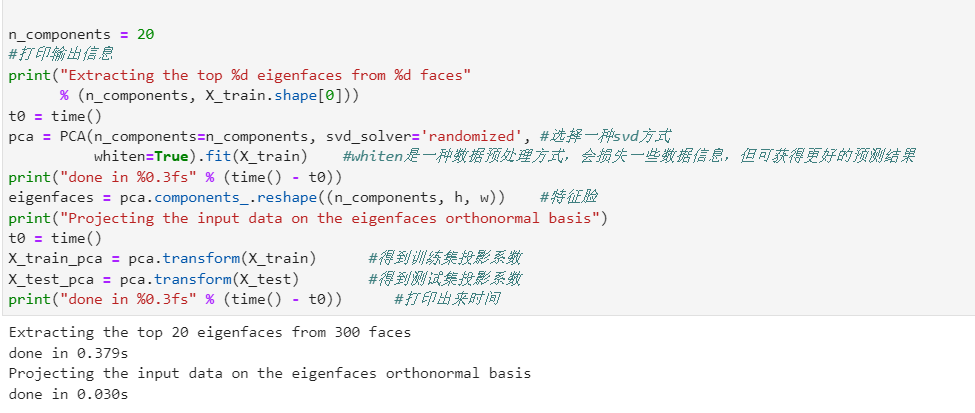 n_components = 20
#打印输出信息
print("Extracting the top %d eigenfaces from %d faces"
      % (n_components, X_train.shape[0]))
t0 = time()
pca = PCA(n_components=n_components, svd_solver='randomized', #选择一种svd方式
          whiten=True).fit(X_train)    #whiten是一种数据预处理方式，会损失一些数据信息，但可获得更好的预测结果
print("done in %0.3fs" % (time() - t0))
eigenfaces = pca.components_.reshape((n_components, h, w))    #特征脸
print("Projecting the input data on the eigenfaces orthonormal basis")
t0 = time()
X_train_pca = pca.transform(X_train)      #得到训练集投影系数
X_test_pca = pca.transform(X_test)        #得到测试集投影系数
print("done in %0.3fs" % (time() - t0))      #打印出来时间
Extracting the top 20 eigenfaces from 300 faces
done in 0.379s
Projecting the input data on the eigenfaces orthonormal basis
done in 0.030s